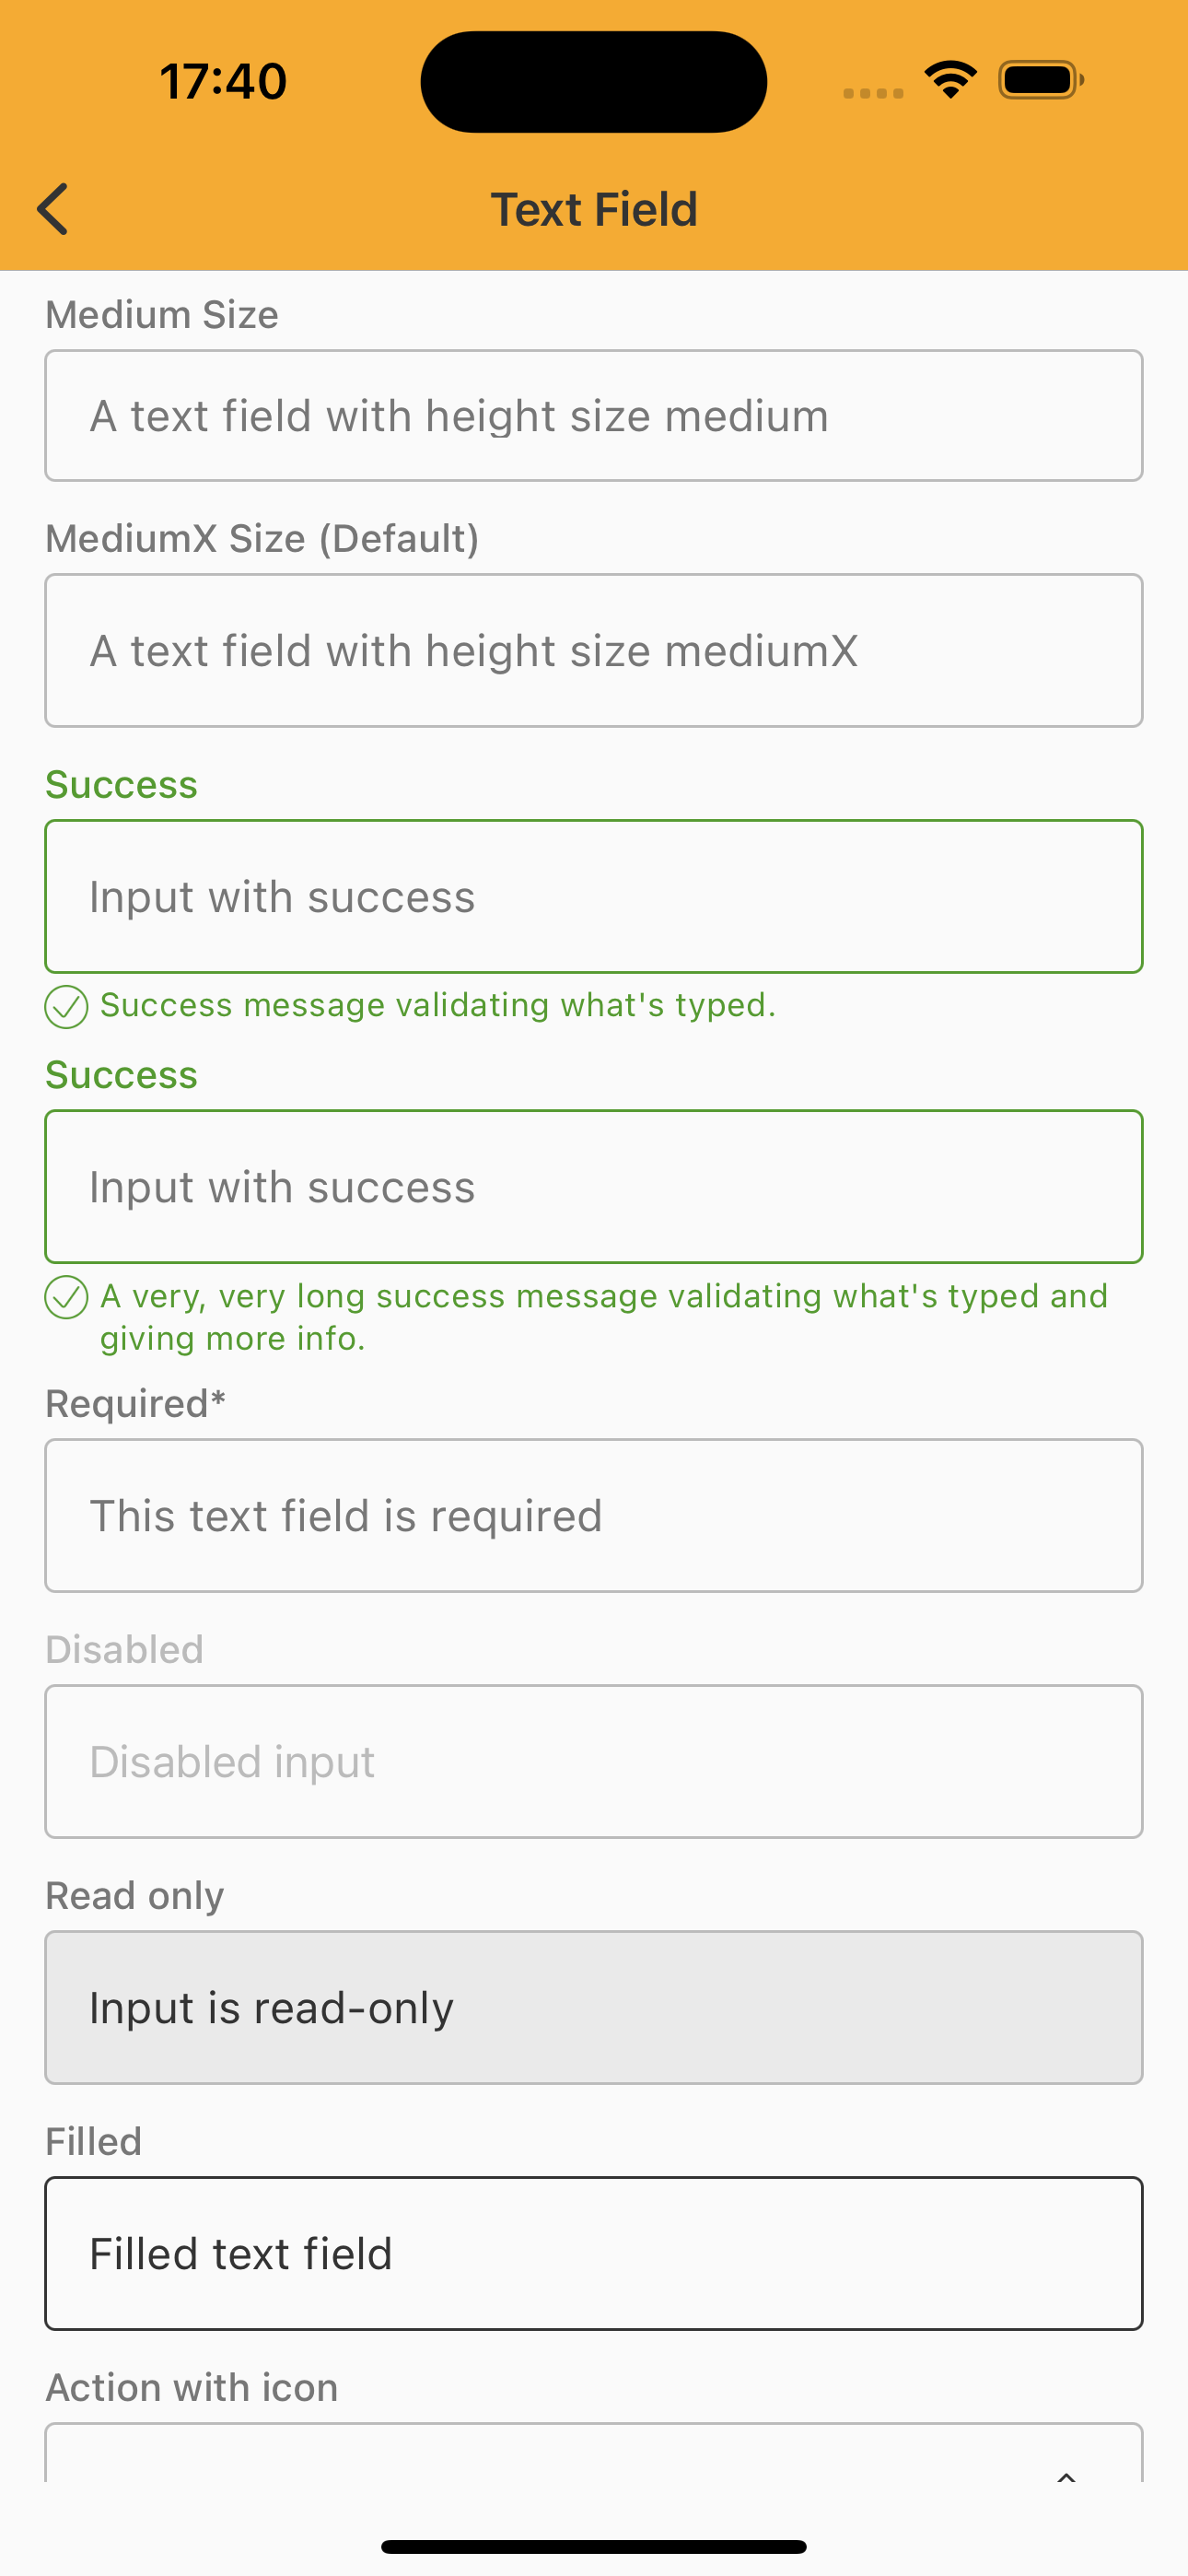 17:40
Text Field
Medium Size
A text field with height size medium
MediumX Size (Default)
A text field with height size mediumX
Success
Input with success
Success message validating what's typed.
Success
Input with success
A very, very long success message validating what's typed and
giving more info.
Required*
This text field is required
Disabled
Disabled input
Read only
Input is read-only
Filled
Filled text field
Action with icon